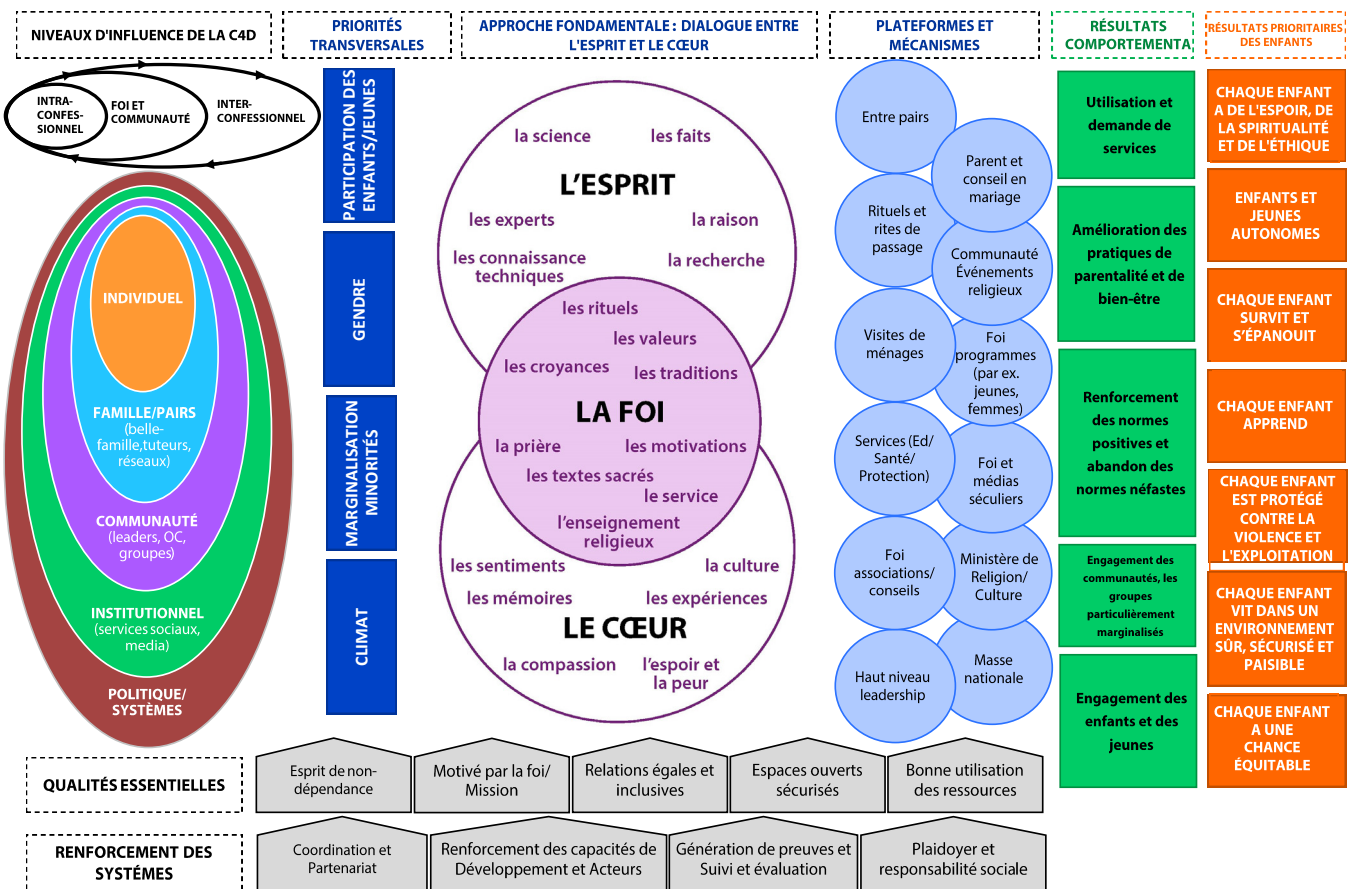 NIVEAUX D'INFLUENCE DE LA C4D
PRIORITÉS
TRANSVERSALES
APPROCHE FONDAMENTALE : DIALOGUE ENTRE
L'ESPRIT ET LE CŒUR
PLATEFORMES ET
MÉCANISMES
RÉSULTATS
COMPORTEMENTA
RÉSULTATS PRIORITAIRES
DES ENFANTS
INTRA-
CONFES-
SIONNEL
FOI ET
COMMUNAUTÉ
INTER-
CONFESSIONNEL
INDIVIDUEL
FAMILLE/PAIRS
(belle-
famille,tuteurs,
réseaux)
COMMUNAUTÉ
(leaders, OC,
groupes)
INSTITUTIONNEL
(services sociaux,
media)
POLITIQUE/
SYSTÈMES
PARTICIPATION DES
ENFANTS/JEUNES
GENDRE
MARGINALISATION
MINORITÉS
CLIMAT
la science
les faits
L'ESPRIT
les experts
la raison
les connaissance
techniques
la recherche
les rituels
les valeurs
les croyances
les traditions
LA FOI
la prière
les motivations
les textes sacrés
le service
l'enseignement
religieux
les sentiments
la culture
les mémoires
les expériences
LE CŒUR
la compassion
l'espoir et
la peur
Entre pairs
Parent et
conseil en
mariage
Rituels et
rites de
passage
Communauté
Événements
religieux
Visites de
ménages
Foi
programmes
(par ex.
jeunes,
femmes)
Services (Ed/
Santé/
Protection)
Foi et
médias
séculiers
Foi
associations/
conseils
Ministère de
Religion/
Culture
Haut niveau
leadership
Masse
nationale
Utilisation et
demande de
services
Amélioration des
pratiques de
parentalité et de
bien-être
Renforcement
des normes
positives et
abandon des
normes néfastes
Engagement des
communautés, les
groupes
particulièrement
marginalisés
Engagement des
enfants et des
jeunes
CHAQUE ENFANT
A DE L'ESPOIR, DE
LA SPIRITUALITÉ
ET DE L'ÉTHIQUE
ENFANTS ET
JEUNES
AUTONOMES
CHAQUE ENFANT
SURVIT ET
S'ÉPANOUIT
CHAQUE ENFANT
APPREND
CHAQUE ENFANT
EST PROTÉGÉ
CONTRE LA
VIOLENCE ET
L'EXPLOITATION
CHAQUE ENFANT
VIT DANS UN
ENVIRONNEMENT
SÛR, SÉCURISÉ ET
PAISIBLE
CHAQUE ENFANT
A UNE
CHANCE
ÉQUITABLE
QUALITÉS ESSENTIELLES
Esprit de non-
dépendance
Motivé par la foi/
Mission
Relations égales et
inclusives
Espaces ouverts
sécurisés
Bonne utilisation
des ressources
RENFORCEMENT DES
SYSTÉMES
Coordination et
Partenariat
Renforcement des capacités de
Développement et Acteurs
Génération de preuves et
Suivi et évaluation
Plaidoyer et
responsabilité sociale